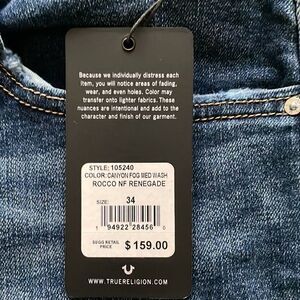 Because we individually distress each
item, you will notice areas of fading,
wear, and even holes. Color may
transfer onto lighter fabrics. These
nuances are intentional and add to the
character and finish of our garment.
STYLE: 105240
COLOR: CANYON FOG MED WASH
ROCCO NF RENEGADE
SIZE: 34
1 94922 28456 0
SUGG RETAIL
PRICE $ 159.00
WWW.TRUERELIGION.COM